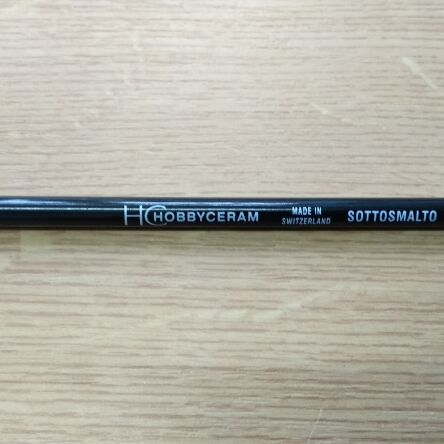 HC HOBBYCERAM MADE IN
SWITZERLAND SOTTOSMALTO